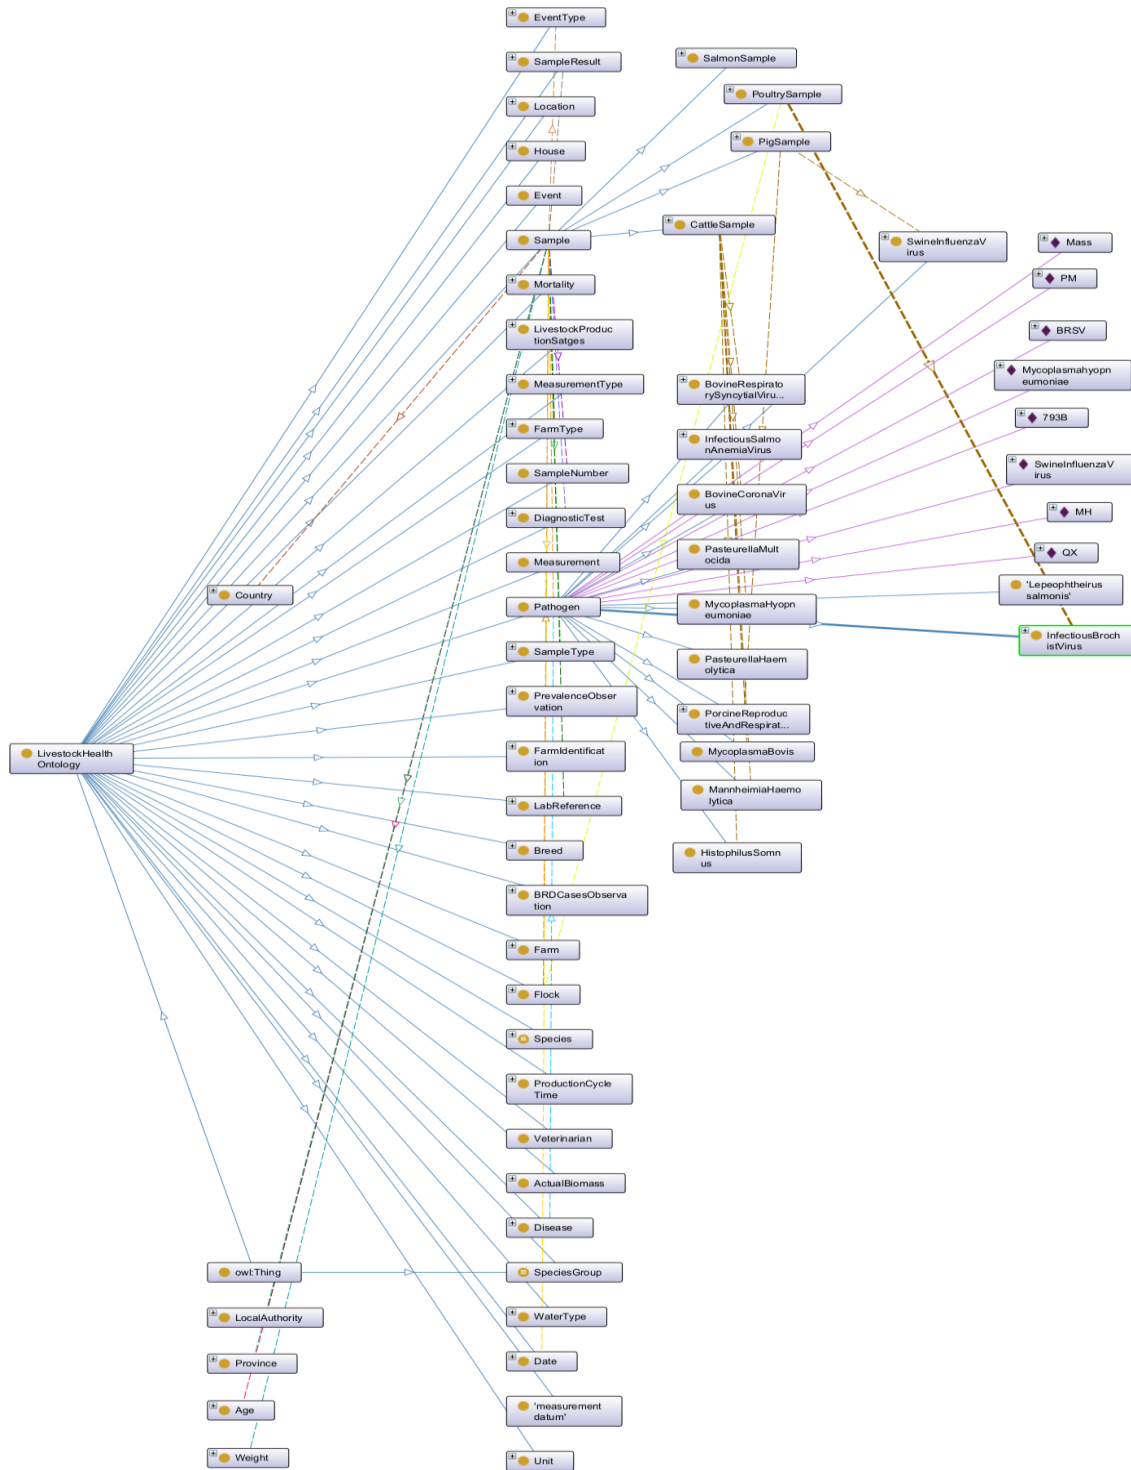 EventType
SampleResult
Location
House
Event
Sample
Mortality
LivestockProduc
tionSatges
MeasurementType
FarmType
SampleNumber
DiagnosticTest
Measurement
Pathogen
SampleType
PrevalenceObser
vation
FarmIdentificat
ion
LabReference
Breed
BRDCasesObserva
tion
Farm
Flock
Species
ProductionCycle
Time
Veterinarian
ActualBiomass
Disease
SpeciesGroup
WaterType
Date
'measurement
datum'
Unit
LivestockHealth
Ontology
Country
owl:Thing
LocalAuthority
Province
Age
Weight
SalmonSample
PoultrySample
PigSample
CattleSample
BovineRespirato
rySyncytialViru...
InfectiousSalmo
nAnemiaVirus
BovineCoronaVir
us
PasteurellaMult
ocida
MycoplasmaHyopn
eumoniae
PasteurellaHaem
olytica
PorcineReproduc
tiveAndRespirat...
MycoplasmaBovis
MannheimiaHaemo
lytica
HistophilusSomn
us
SwineInfluenzaV
irus
Mass
PM
BRSV
Mycoplasmahyopn
eumoniae
793B
SwineInfluenzaV
irus
MH
QX
'Lepeophtheirus
salmonis'
InfectiousBroch
istVirus